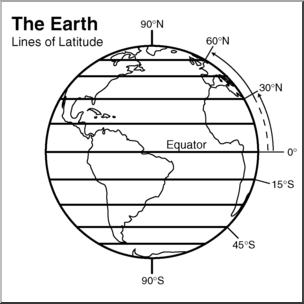 The Earth
Lines of Latitude
90°N
60°N
30°N
Equator
0°
15°S
45°S
90°S